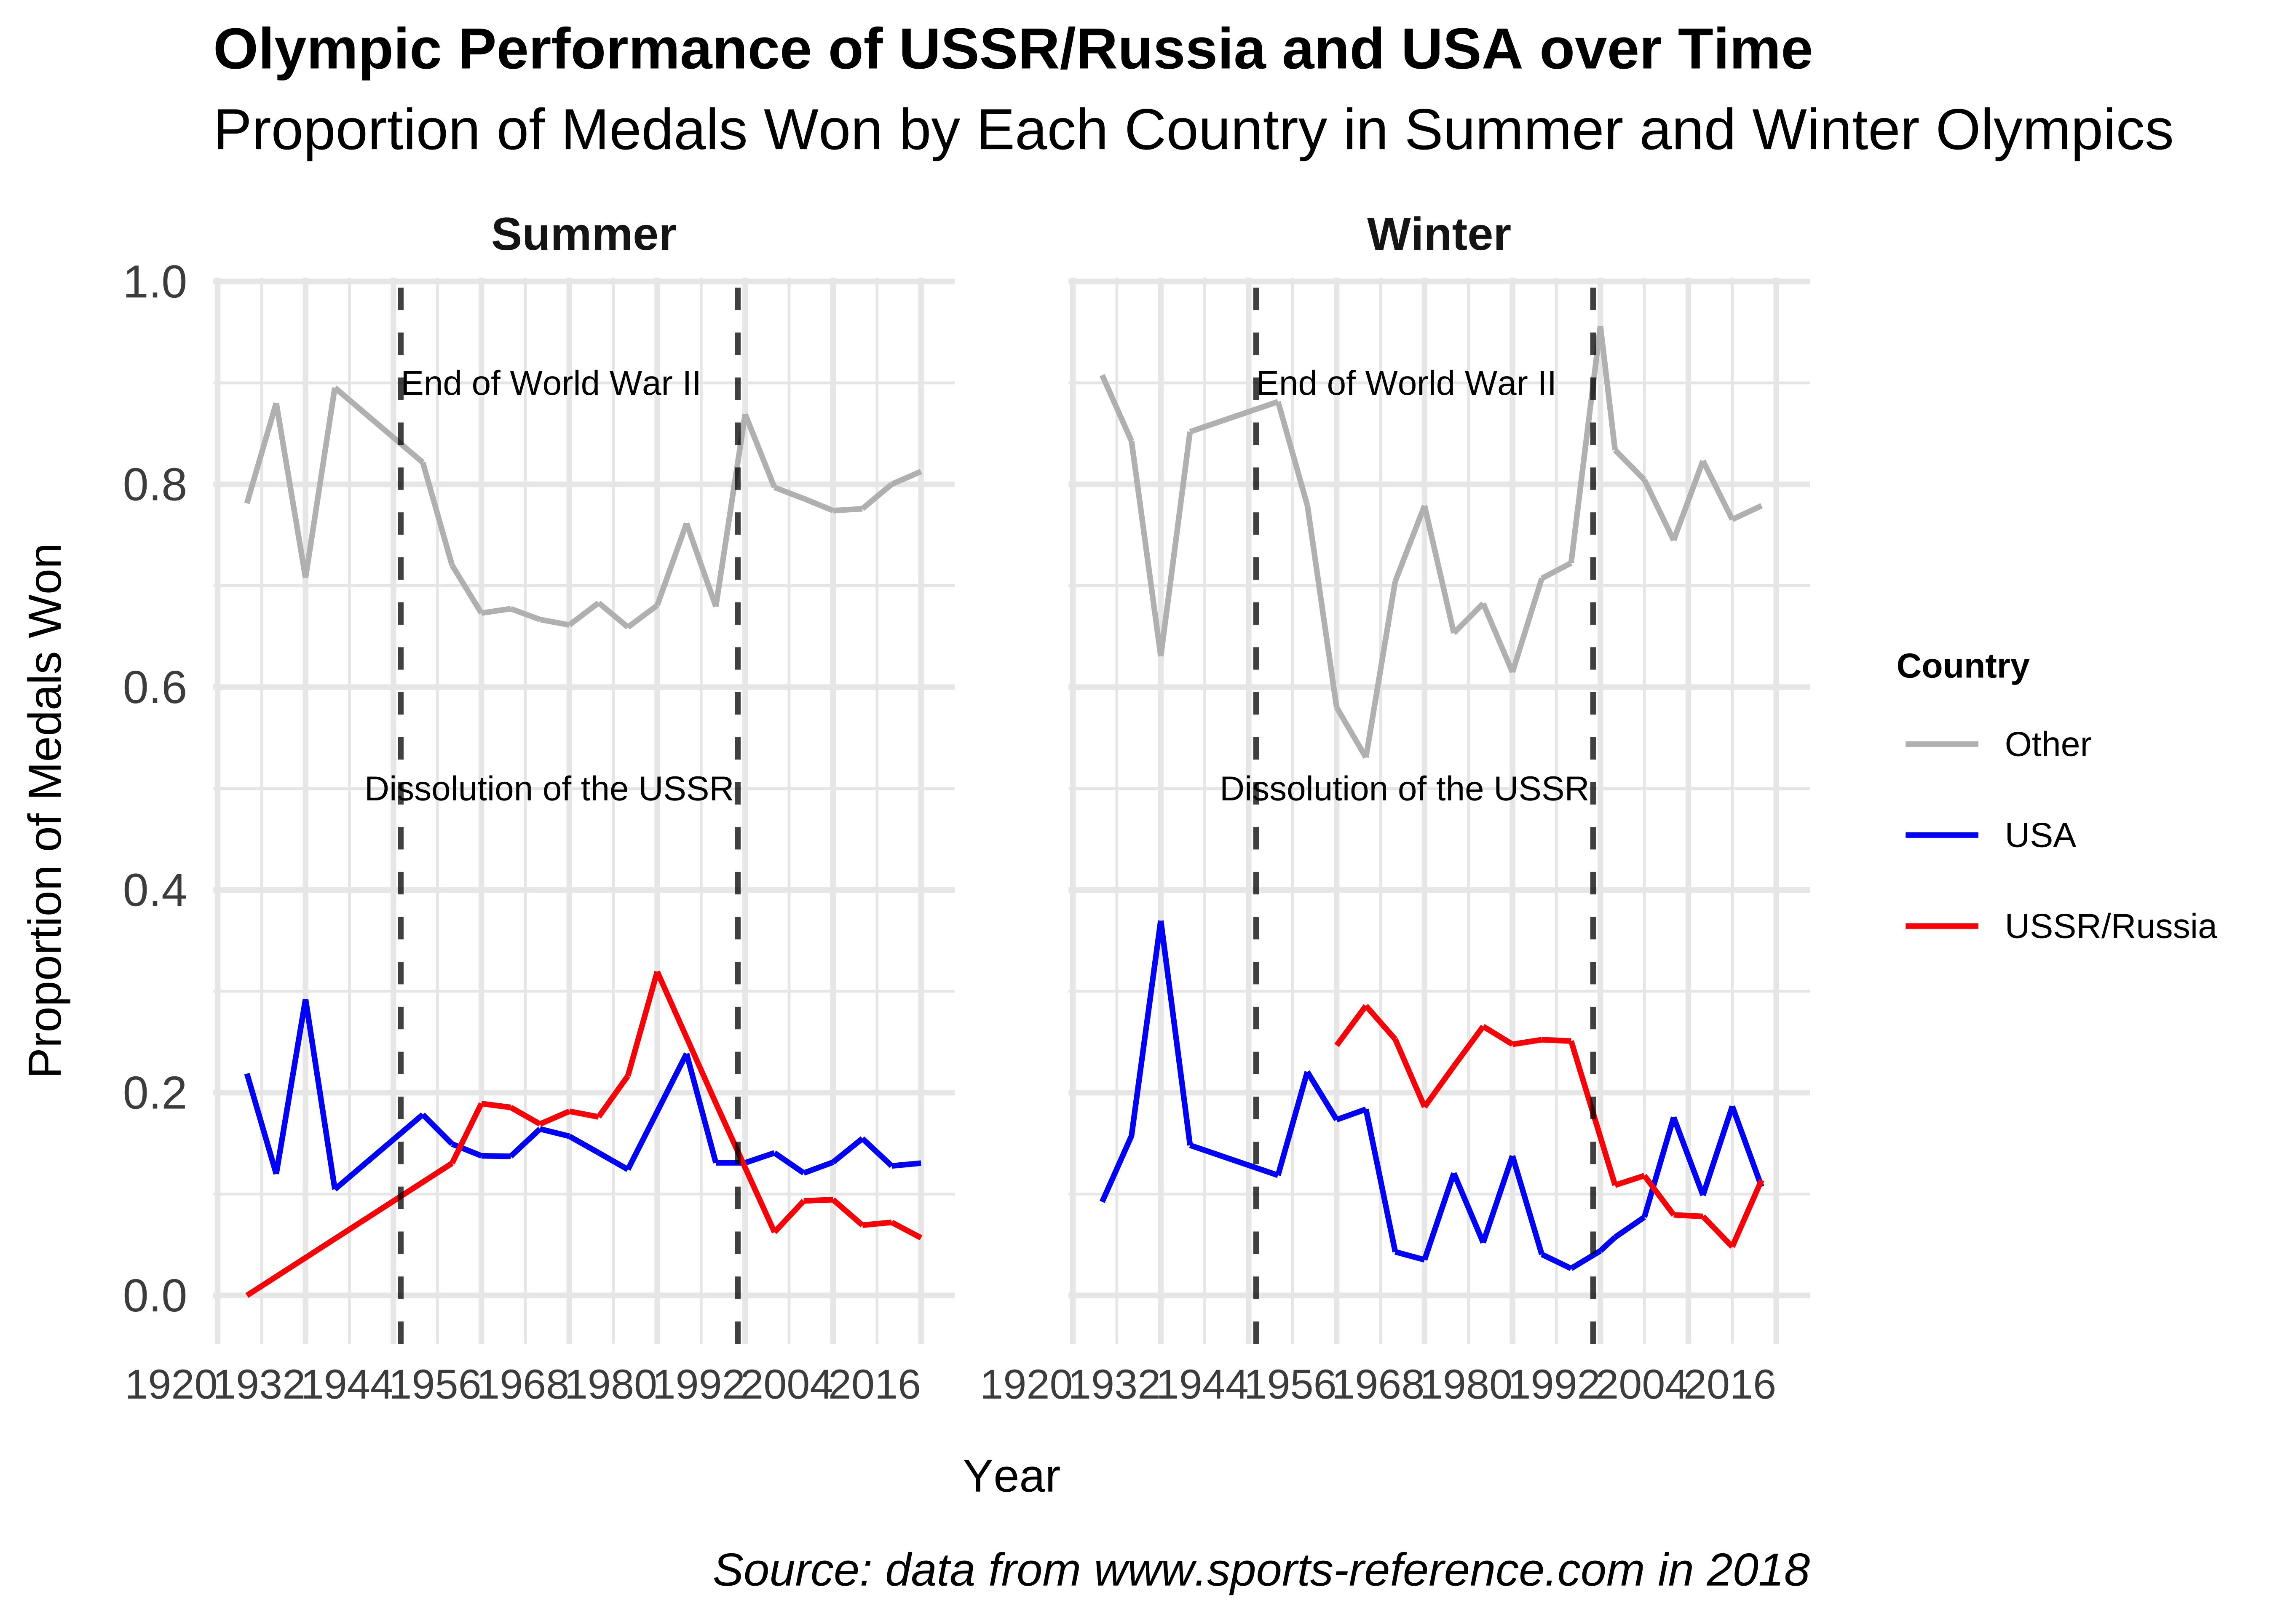 Olympic Performance of USSR/Russia and USA over Time
Proportion of Medals Won by Each Country in Summer and Winter Olympics
Summer
Winter
1.0
0.8
0.6
0.4
0.2
0.0
Proportion of Medals Won
End of World War II
Dissolution of the USSR
End of World War II
Dissolution of the USSR
1920 1932 1944 1956 1968 1980 1992 2004 2016
1920 1932 1944 1956 1968 1980 1992 2004 2016
Year
Country
Other
USA
USSR/Russia
Source: data from www.sports-reference.com in 2018